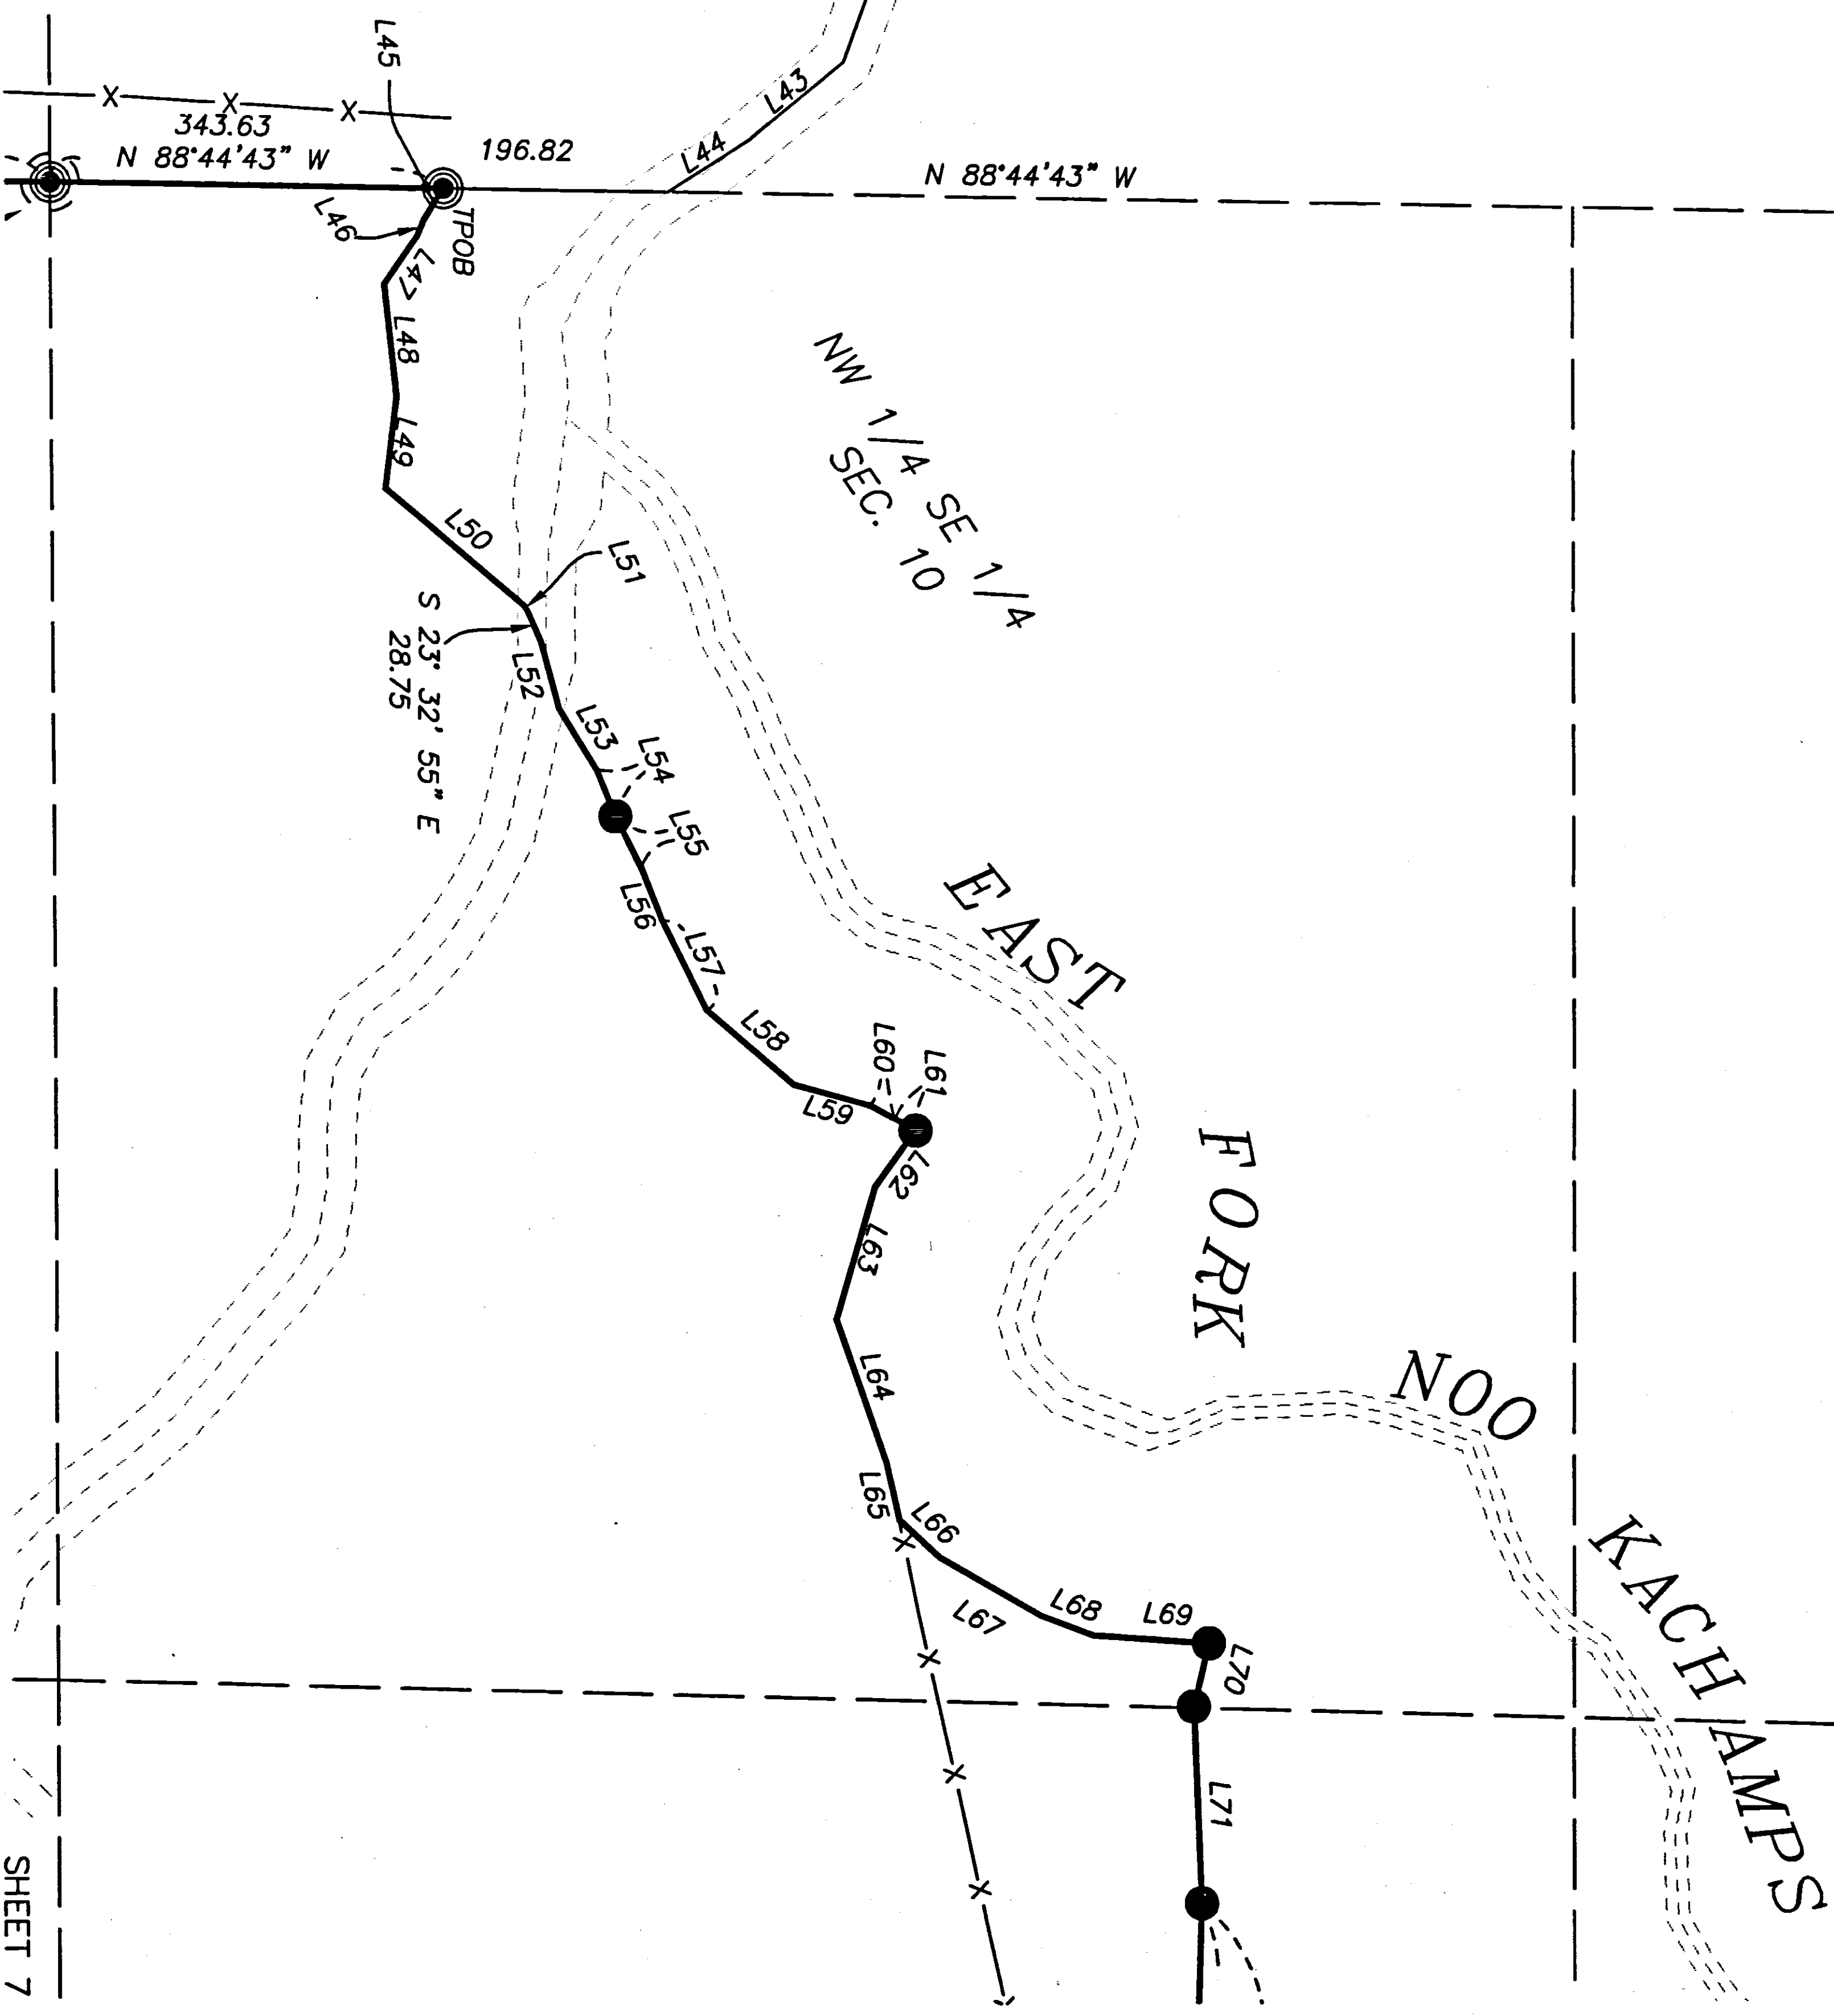 L43
L44
L45
343.63
N 88°44'43" W
196.82
N 88°44'43" W
TPOB
L46
L47
L48
L49
L50
L51
S 23° 32' 55" E
28.75
L52
L53
L54
L55
L56
L57
L58
L59
L60
L61
L62
L63
L64
L65
L66
L67
L68
L69
L70
L71
NW 1/4 SE 1/4
SEC. 10
EAST FORK NOO KACHAMPS
SHEET 7